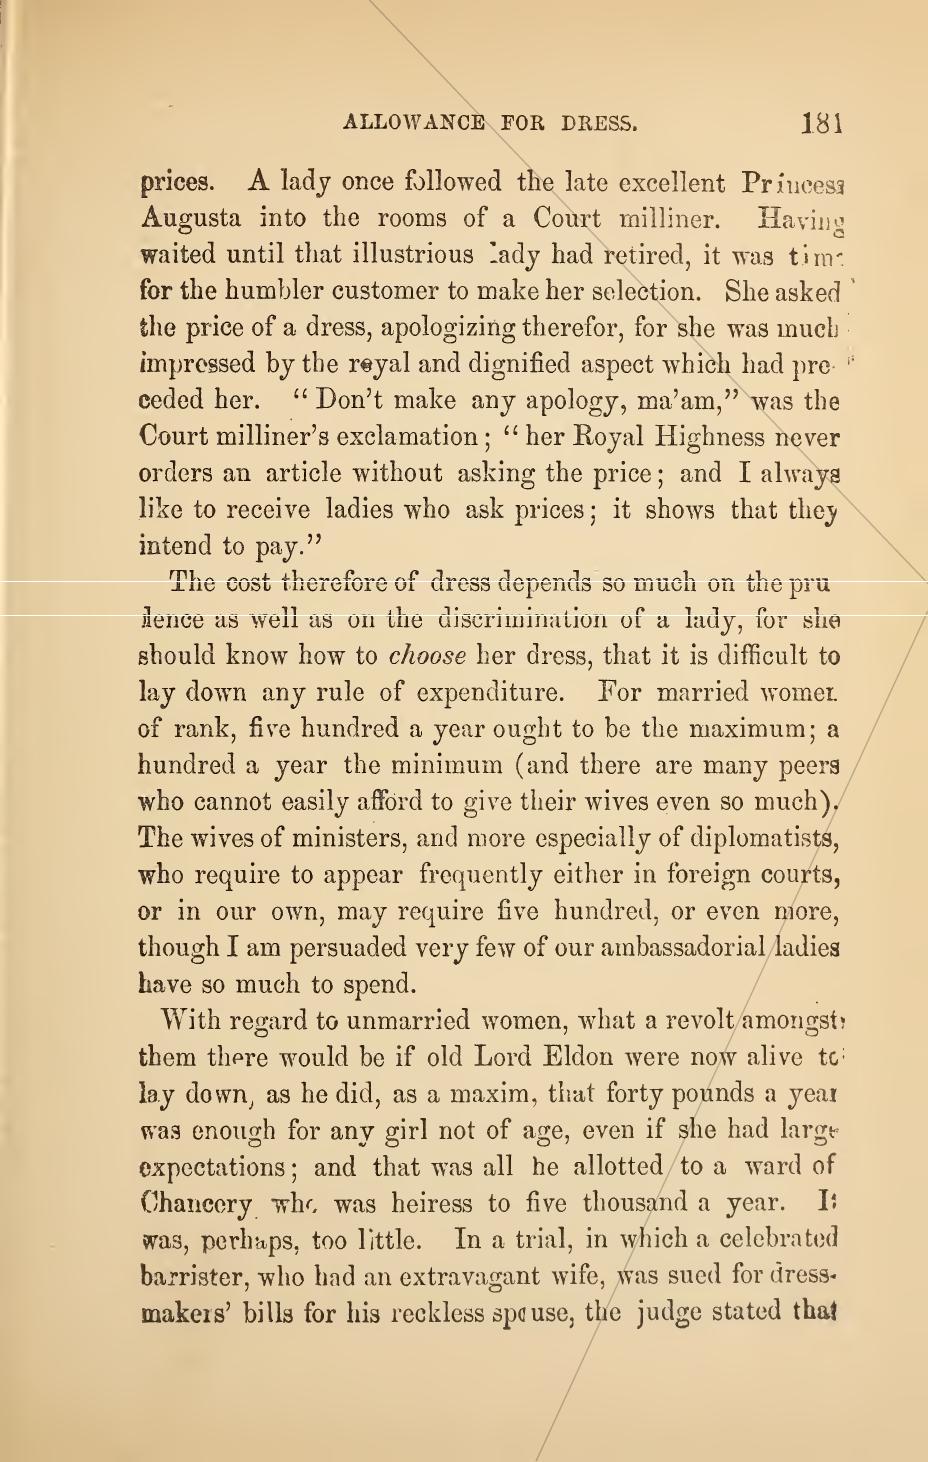 ALLOWANCE FOR DRESS. 181
prices. A lady once followed the late excellent Princess
Augusta into the rooms of a Court milliner. Having
waited until that illustrious lady had retired, it was time
for the humbler customer to make her selection. She asked
the price of a dress, apologizing therefor, for she was much
impressed by the royal and dignified aspect which had pre-
ceded her. “Don’t make any apology, ma’am,” was the
Court milliner’s exclamation; “her Royal Highness never
orders an article without asking the price; and I always
like to receive ladies who ask prices; it shows that they
intend to pay.”
The cost therefore of dress depends so much on the pru
dence as well as on the discrimination of a lady, for she
should know how to choose her dress, that it is difficult to
lay down any rule of expenditure. For married women
of rank, five hundred a year ought to be the maximum; a
hundred a year the minimum (and there are many peers
who cannot easily afford to give their wives even so much).
The wives of ministers, and more especially of diplomatists,
who require to appear frequently either in foreign courts,
or in our own, may require five hundred, or even more,
though I am persuaded very few of our ambassadorial ladies
have so much to spend.
With regard to unmarried women, what a revolt amongst
them there would be if old Lord Eldon were now alive to
lay down, as he did, as a maxim, that forty pounds a year
was enough for any girl not of age, even if she had large
expectations; and that was all he allotted to a ward of
Chancery who was heiress to five thousand a year. It
was, perhaps, too little. In a trial, in which a celebrated
barrister, who had an extravagant wife, was sued for dress-
makers’ bills for his reckless spouse, the judge stated that